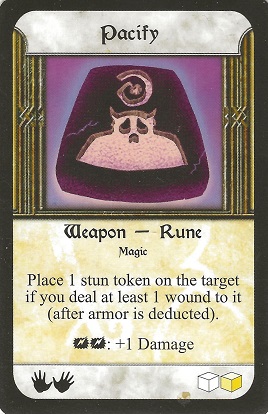 Pacify
Weapon — Rune
Magic
Place 1 stun token on the target
if you deal at least 1 wound to it
(after armor is deducted).
: +1 Damage